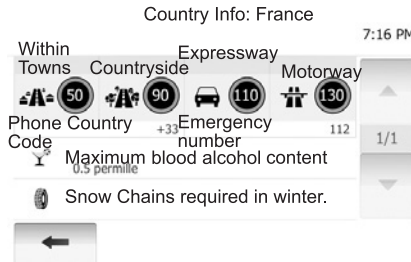 Country Info: France
7:16 PM
Within Towns Countryside Expressway Motorway
50 90 110 130
Phone Country Code +33 Emergency number 112
1/1
Maximum blood alcohol content
0.5 permille
Snow Chains required in winter.